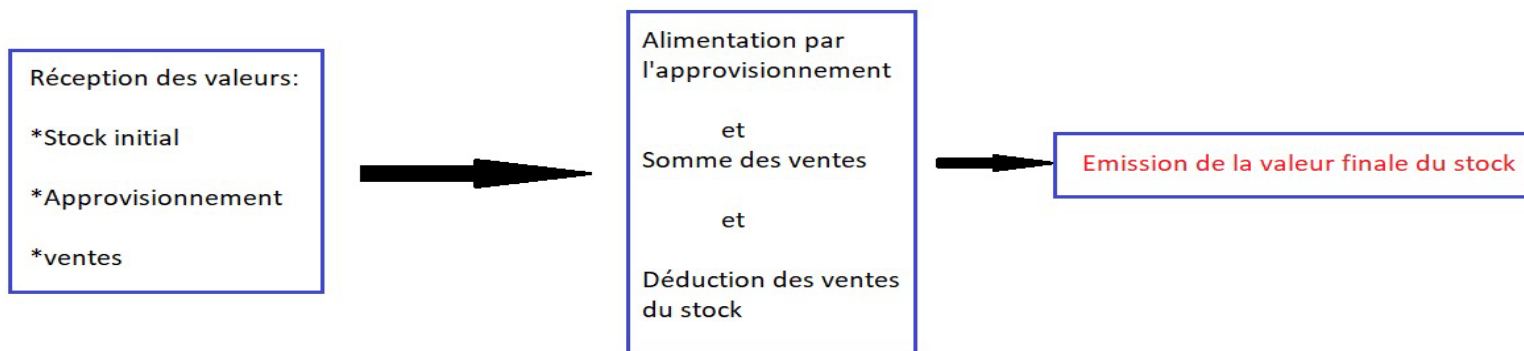 Réception des valeurs:
*Stock initial
*Approvisionnement
*ventes
Alimentation par
l'approvisionnement
et
Somme des ventes
et
Déduction des ventes
du stock
Emission de la valeur finale du stock